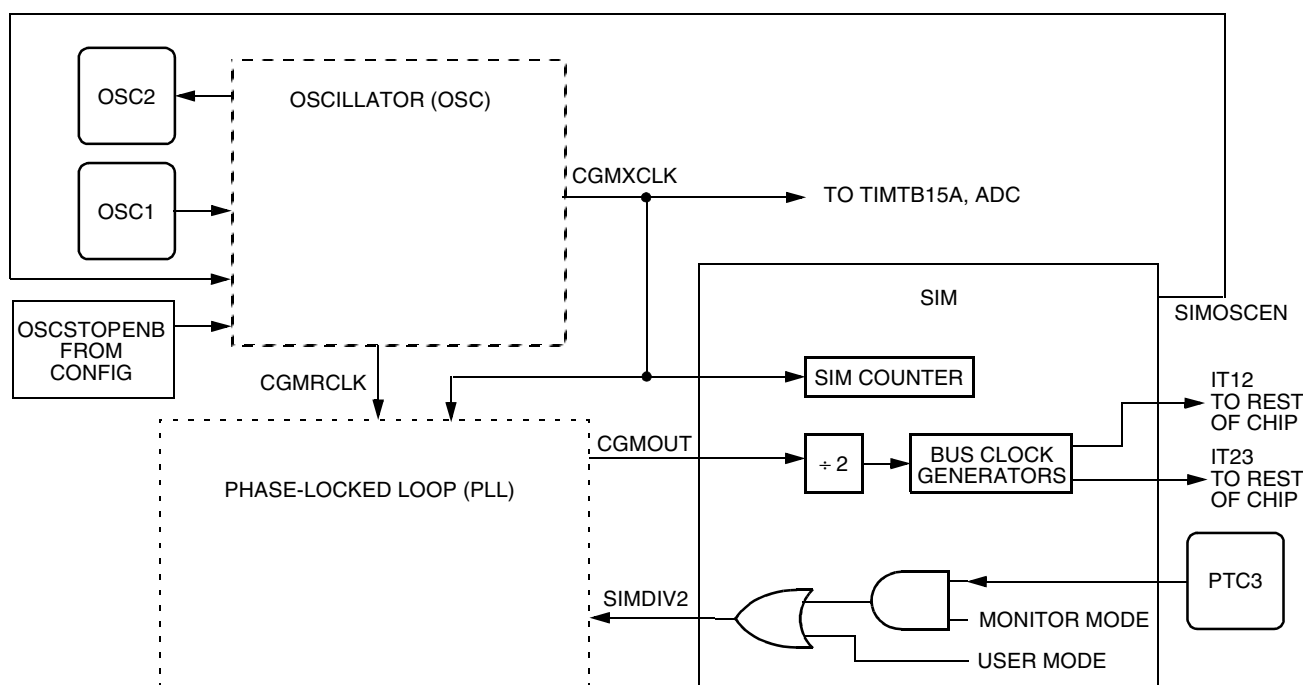 OSC2
OSCILLATOR (OSC)
CGMXCLK
OSC1
TO TIMTB15A, ADC
SIM
SIMOSCEN
OSCSTOPENB
FROM
CONFIG
CGMRCLK
SIM COUNTER
IT12
TO REST
OF CHIP
CGMOUT
÷ 2
BUS CLOCK
GENERATORS
IT23
TO REST
OF CHIP
PHASE-LOCKED LOOP (PLL)
PTC3
SIMDIV2
MONITOR MODE
USER MODE